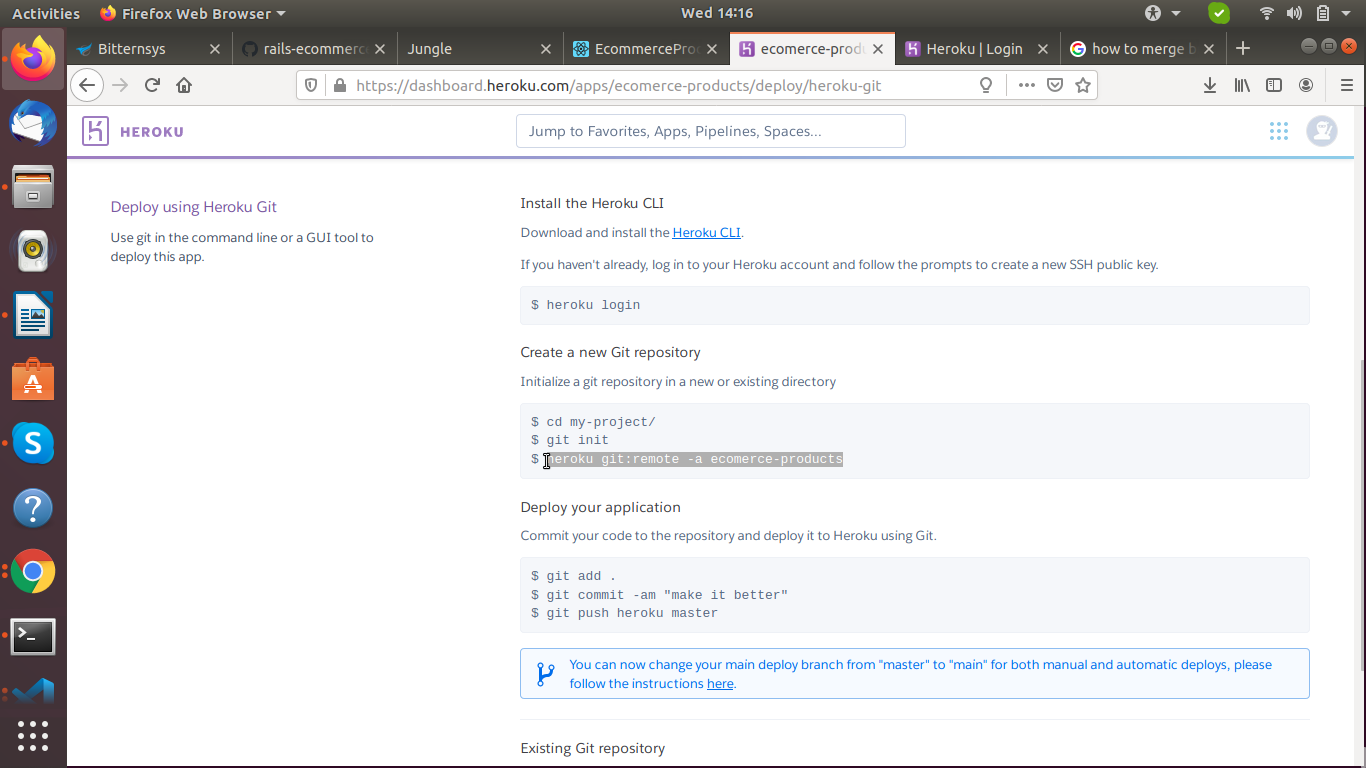 Activities Firefox Web Browser Wed 14:16
Bitternsys rails-ecommerc Jungle EcommercePro ecomerce-produ Heroku | Login how to merge b
https://dashboard.heroku.com/apps/ecomerce-products/deploy/heroku-git
HEROKU Jump to Favorites, Apps, Pipelines, Spaces...
Deploy using Heroku Git
Use git in the command line or a GUI tool to
deploy this app.
Install the Heroku CLI
Download and install the Heroku CLI.
If you haven't already, log in to your Heroku account and follow the prompts to create a new SSH public key.
$ heroku login
Create a new Git repository
Initialize a git repository in a new or existing directory
$ cd my-project/
$ git init
$ heroku git:remote -a ecomerce-products
Deploy your application
Commit your code to the repository and deploy it to Heroku using Git.
$ git add .
$ git commit -am "make it better"
$ git push heroku master
You can now change your main deploy branch from "master" to "main" for both manual and automatic deploys, please
follow the instructions here.
Existing Git repository